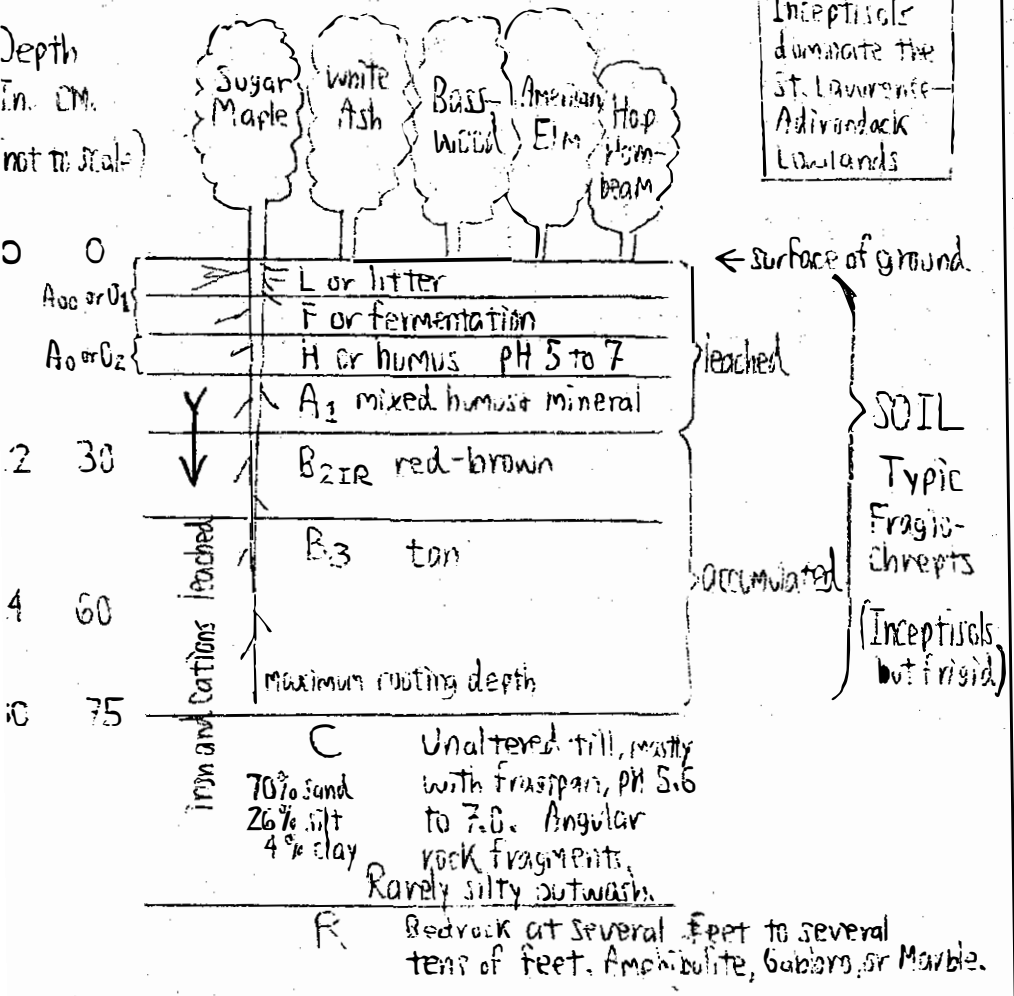 Depth
In. CM.
(not to scale)
Sugar
Maple
White
Ash
Bass-
wood
American
Elm
Hop
Horn-
beam
Inceptisols
dominate the
St. Lawrence-
Adirondack
Lowlands
0 0
← surface of ground.
A00 or O1
L or litter
F or fermentation
A0 or O2
H or humus pH 5 to 7
leached
A1 mixed humus & mineral
SOIL
2 30
B2IR red-brown
Typic
Fragio-
chrepts
(Inceptisols
but frigid)
B3 tan
accumulated
4 60
iron and cations leached
maximum rooting depth
0 75
C
70% sand
26% silt
4% clay
Unaltered till, mostly
with fragipan, pH 5.6
to 7.0. Angular
rock fragments.
Rarely silty outwash.
R
Bedrock at several feet to several
tens of feet. Amphibolite, Gabbro, or Marble.